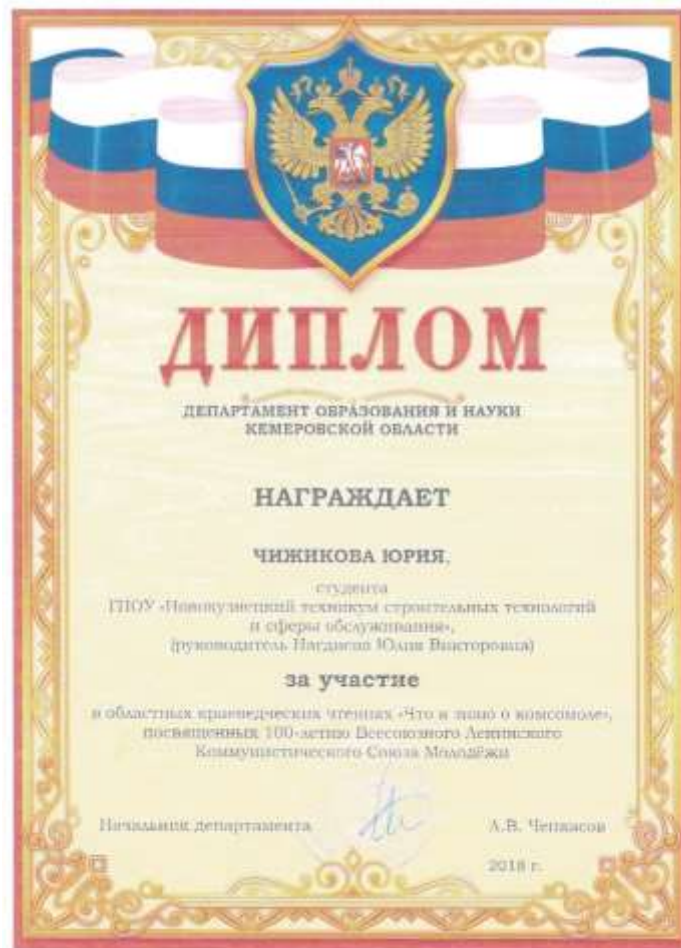 ДИПЛОМ
ДЕПАРТАМЕНТ ОБРАЗОВАНИЯ И НАУКИ
КЕМЕРОВСКОЙ ОБЛАСТИ
НАГРАЖДАЕТ
ЧИЖИКОВА ЮРИЯ,
студента
ГПОУ «Новокузнецкий техникум строительных технологий
и сферы обслуживания»,
(руководитель Юлия Викторовна)
за участие
в областных краеведческих чтениях «Что я знаю о комсомоле»,
посвященных 100-летию Всесоюзного Ленинского
Коммунистического Союза Молодёжи
Начальник департамента
А.В. Чепкасов
2018 г.